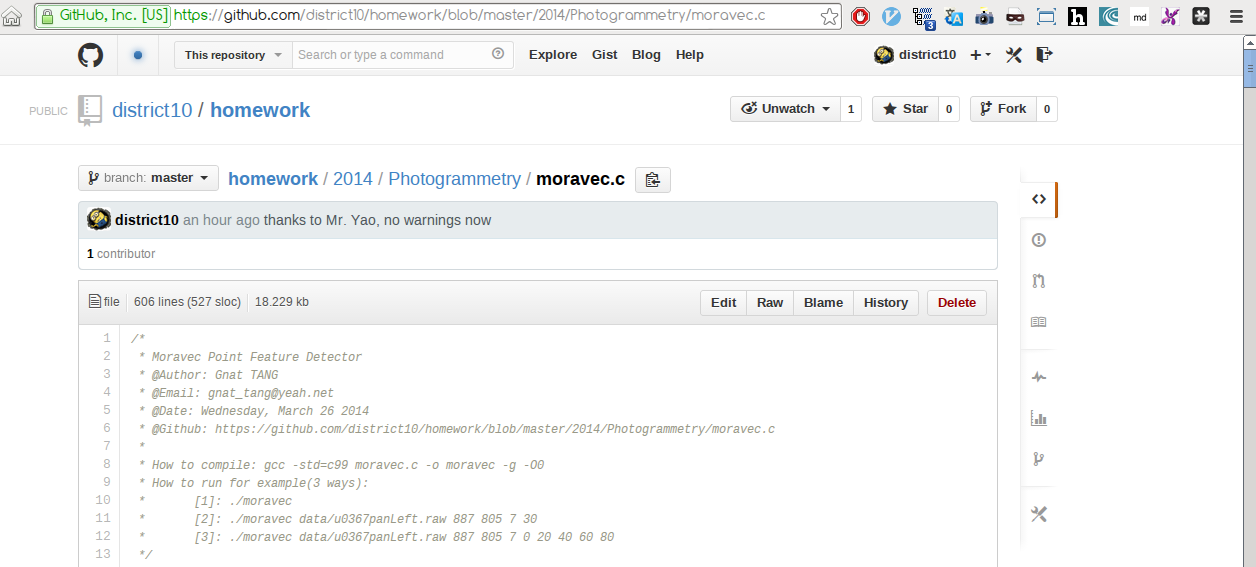 GitHub, Inc. [US] https://github.com/district10/homework/blob/master/2014/Photogrammetry/moravec.c
3 md h
This repository Search or type a command Explore Gist Blog Help district10
PUBLIC district10 / homework Unwatch 1 Star 0 Fork 0
branch: master homework / 2014 / Photogrammetry / moravec.c
district10 an hour ago thanks to Mr. Yao, no warnings now
1 contributor
file 606 lines (527 sloc) 18.229 kb Edit Raw Blame History Delete
1 /*
2 * Moravec Point Feature Detector
3 * @Author: Gnat TANG
4 * @Email: gnat_tang@yeah.net
5 * @Date: Wednesday, March 26 2014
6 * @Github: https://github.com/district10/homework/blob/master/2014/Photogrammetry/moravec.c
7 *
8 * How to compile: gcc -std=c99 moravec.c -o moravec -g -O0
9 * How to run for example(3 ways):
10 * [1]: ./moravec
11 * [2]: ./moravec data/u0367panLeft.raw 887 805 7 30
12 * [3]: ./moravec data/u0367panLeft.raw 887 805 7 0 20 40 60 80
13 */